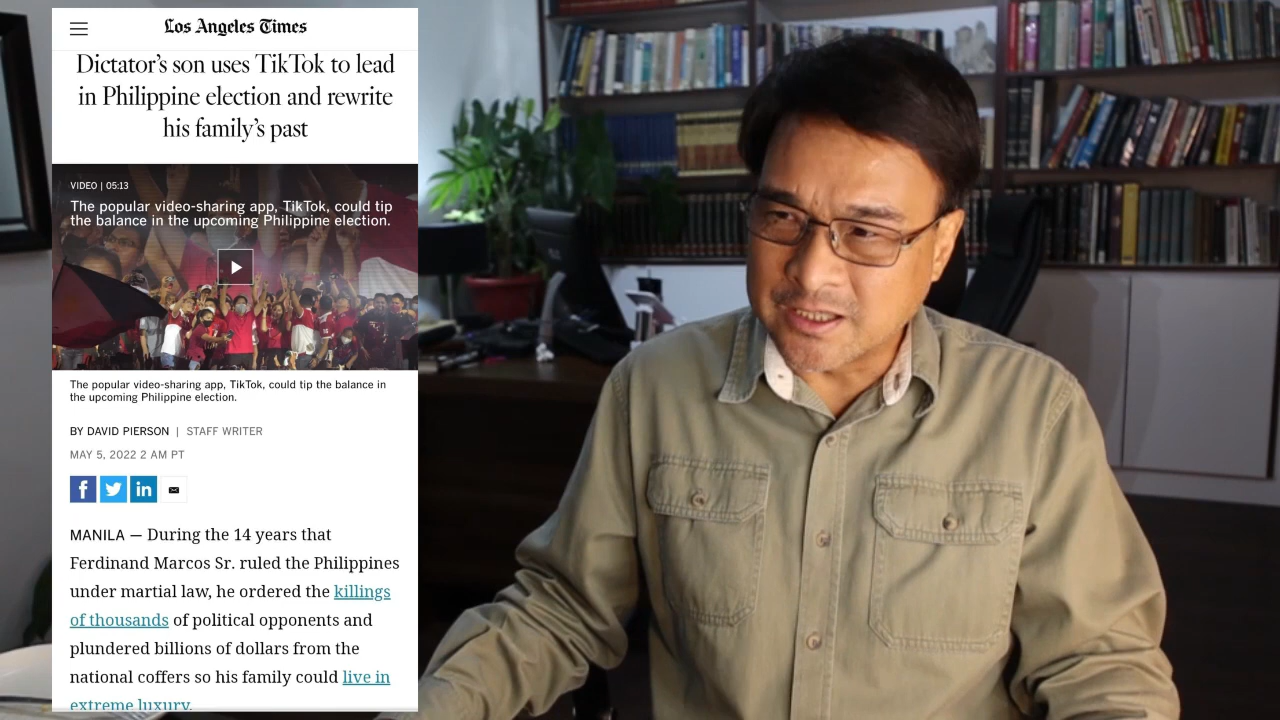 Los Angeles Times
Dictator's son uses TikTok to lead
in Philippine election and rewrite
his family's past
VIDEO | 05:13
The popular video-sharing app, TikTok, could tip
the balance in the upcoming Philippine election.
The popular video-sharing app, TikTok, could tip the balance in
the upcoming Philippine election.
BY DAVID PIERSON | STAFF WRITER
MAY 5, 2022 2 AM PT
f
in
MANILA — During the 14 years that
Ferdinand Marcos Sr. ruled the Philippines
under martial law, he ordered the killings
of thousands of political opponents and
plundered billions of dollars from the
national coffers so his family could live in
extreme luxury.